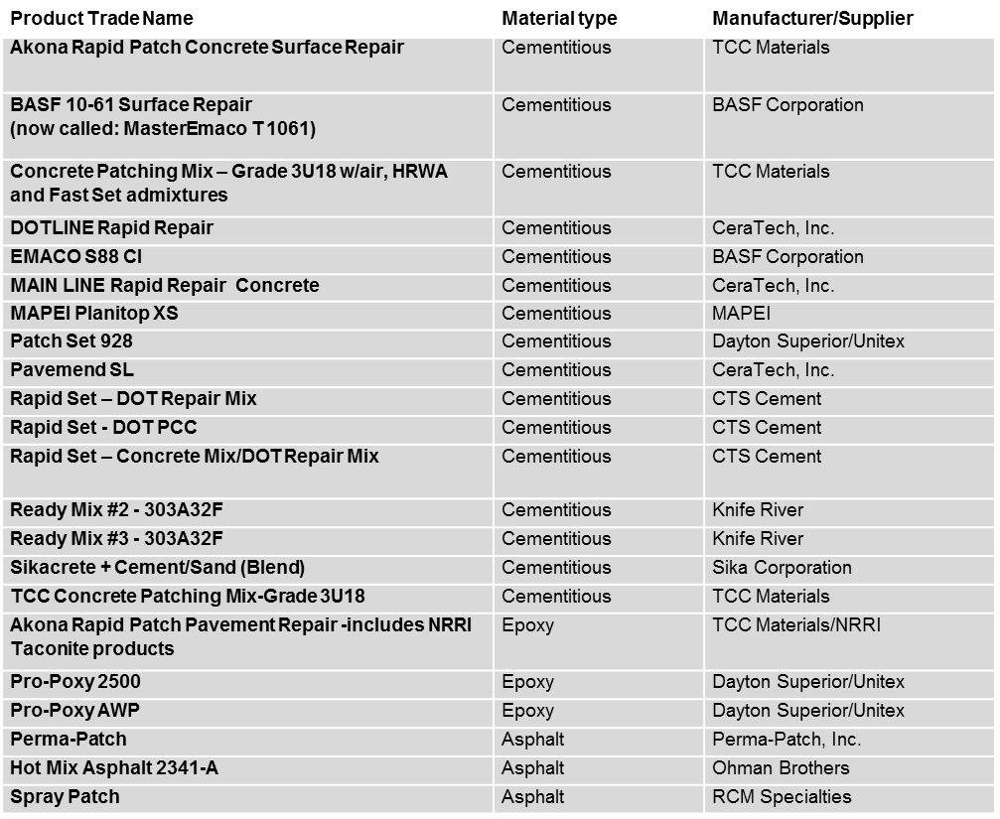 Product Trade Name Material type Manufacturer/Supplier
Akona Rapid Patch Concrete Surface Repair Cementitious TCC Materials
BASF 10-61 Surface Repair Cementitious BASF Corporation
(now called: MasterEmaco T 1061)
Concrete Patching Mix – Grade 3U18 w/air, HRWA Cementitious TCC Materials
and Fast Set admixtures
DOTLINE Rapid Repair Cementitious CeraTech, Inc.
EMACO S88 CI Cementitious BASF Corporation
MAIN LINE Rapid Repair Concrete Cementitious CeraTech, Inc.
MAPEI Planitop XS Cementitious MAPEI
Patch Set 928 Cementitious Dayton Superior/Unitex
Pavemend SL Cementitious CeraTech, Inc.
Rapid Set – DOT Repair Mix Cementitious CTS Cement
Rapid Set - DOT PCC Cementitious CTS Cement
Rapid Set – Concrete Mix/DOT Repair Mix Cementitious CTS Cement
Ready Mix #2 - 303A32F Cementitious Knife River
Ready Mix #3 - 303A32F Cementitious Knife River
Sikacrete + Cement/Sand (Blend) Cementitious Sika Corporation
TCC Concrete Patching Mix-Grade 3U18 Cementitious TCC Materials
Akona Rapid Patch Pavement Repair -includes NRRI Epoxy TCC Materials/NRRI
Taconite products
Pro-Poxy 2500 Epoxy Dayton Superior/Unitex
Pro-Poxy AWP Epoxy Dayton Superior/Unitex
Perma-Patch Asphalt Perma-Patch, Inc.
Hot Mix Asphalt 2341-A Asphalt Ohman Brothers
Spray Patch Asphalt RCM Specialties